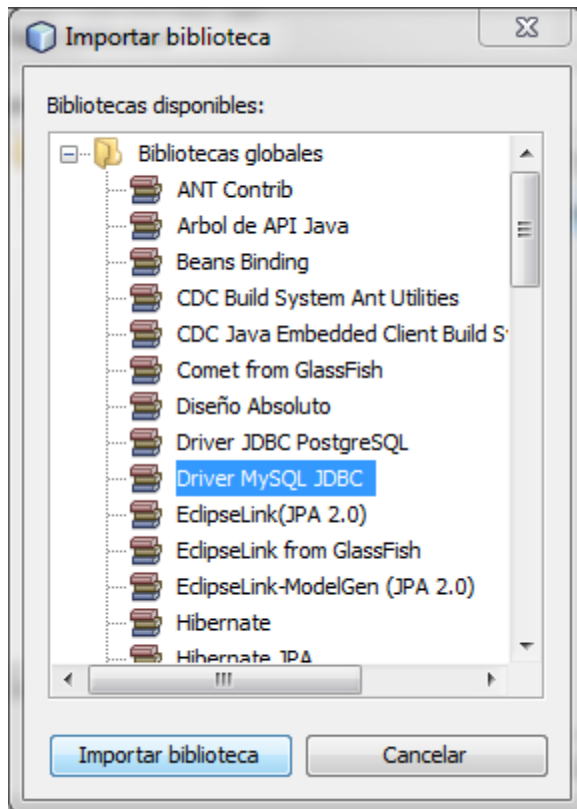 Importar biblioteca
Bibliotecas disponibles:
Bibliotecas globales
ANT Contrib
Arbol de API Java
Beans Binding
CDC Build System Ant Utilities
CDC Java Embedded Client Build S
Comet from GlassFish
Diseño Absoluto
Driver JDBC PostgreSQL
Driver MySQL JDBC
EclipseLink(JPA 2.0)
EclipseLink from GlassFish
EclipseLink-ModelGen (JPA 2.0)
Hibernate
Hibernate JPA
Importar biblioteca
Cancelar